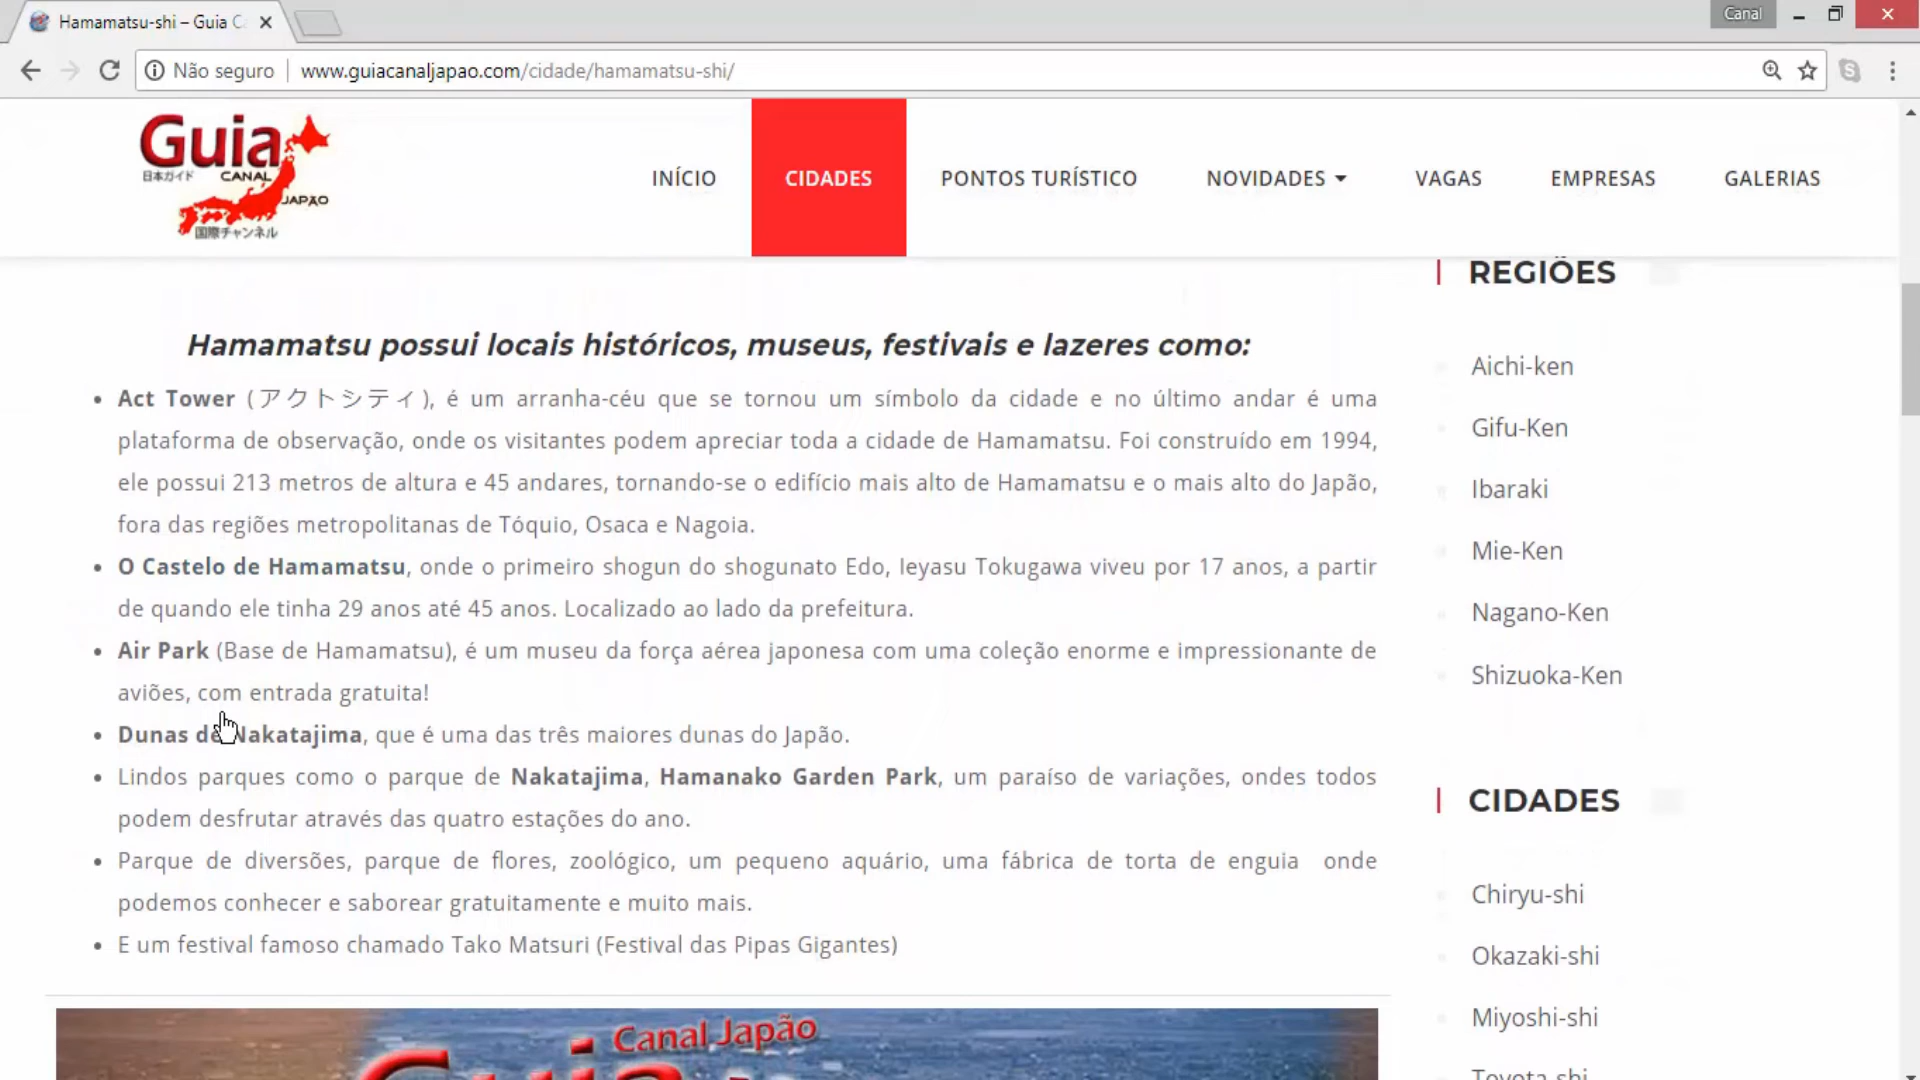 Hamamatsu-shi – Guia C
Canal
Não seguro
www.guiacanaljapao.com/cidade/hamamatsu-shi/
Guia
日本ガイド CANAL
JAPÃO
国際チャンネル
INÍCIO
CIDADES
PONTOS TURÍSTICO
NOVIDADES
VAGAS
EMPRESAS
GALERIAS
Hamamatsu possui locais históricos, museus, festivais e lazeres como:
Act Tower (アクトシティ), é um arranha-céu que se tornou um símbolo da cidade e no último andar é uma
plataforma de observação, onde os visitantes podem apreciar toda a cidade de Hamamatsu. Foi construído em 1994,
ele possui 213 metros de altura e 45 andares, tornando-se o edifício mais alto de Hamamatsu e o mais alto do Japão,
fora das regiões metropolitanas de Tóquio, Osaca e Nagoia.
O Castelo de Hamamatsu, onde o primeiro shogun do shogunato Edo, Ieyasu Tokugawa viveu por 17 anos, a partir
de quando ele tinha 29 anos até 45 anos. Localizado ao lado da prefeitura.
Air Park (Base de Hamamatsu), é um museu da força aérea japonesa com uma coleção enorme e impressionante de
aviões, com entrada gratuita!
Dunas de Nakatajima, que é uma das três maiores dunas do Japão.
Lindos parques como o parque de Nakatajima, Hamanako Garden Park, um paraíso de variações, ondes todos
podem desfrutar através das quatro estações do ano.
Parque de diversões, parque de flores, zoológico, um pequeno aquário, uma fábrica de torta de enguia onde
podemos conhecer e saborear gratuitamente e muito mais.
E um festival famoso chamado Tako Matsuri (Festival das Pipas Gigantes)
Canal Japão
Guia
REGIÕES
Aichi-ken
Gifu-Ken
Ibaraki
Mie-Ken
Nagano-Ken
Shizuoka-Ken
CIDADES
Chiryu-shi
Okazaki-shi
Miyoshi-shi
Toyota-shi